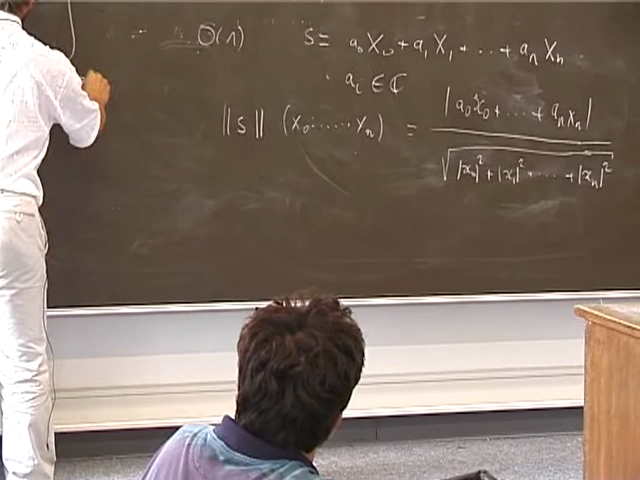 O(1) s = a₀X₀ + a₁X₁ + ... + aₙXₙ
aᵢ ∈ ℂ
||s|| (x₀ ..... xₙ) = |a₀x₀ + ... + aₙxₙ|
√|x₀|² + |x₁|² + ... + |xₙ|²